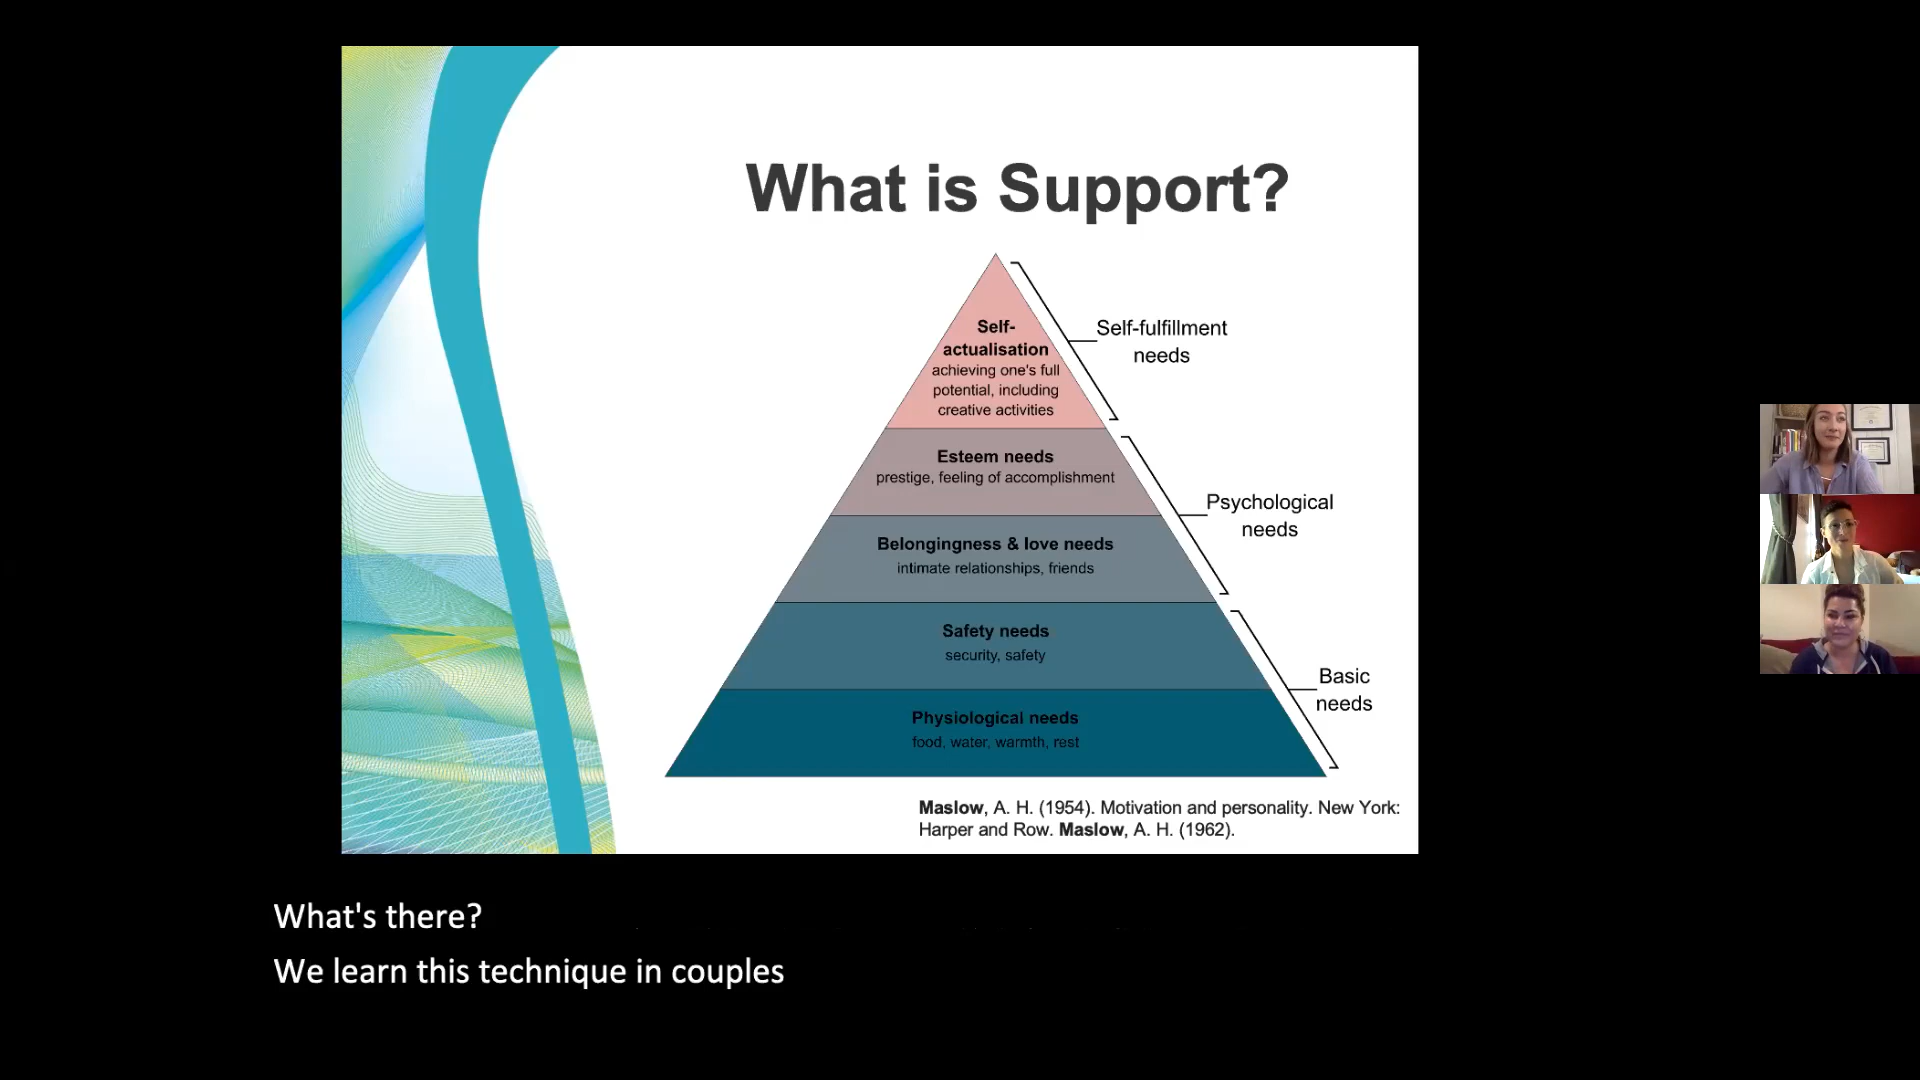 What is Support?
Self-
actualisation
achieving one's full
potential, including
creative activities
Self-fulfillment
needs
Esteem needs
prestige, feeling of accomplishment
Psychological
needs
Belongingness & love needs
intimate relationships, friends
Safety needs
security, safety
Basic
needs
Physiological needs
food, water, warmth, rest
Maslow, A. H. (1954). Motivation and personality. New York:
Harper and Row. Maslow, A. H. (1962).
What's there?
We learn this technique in couples